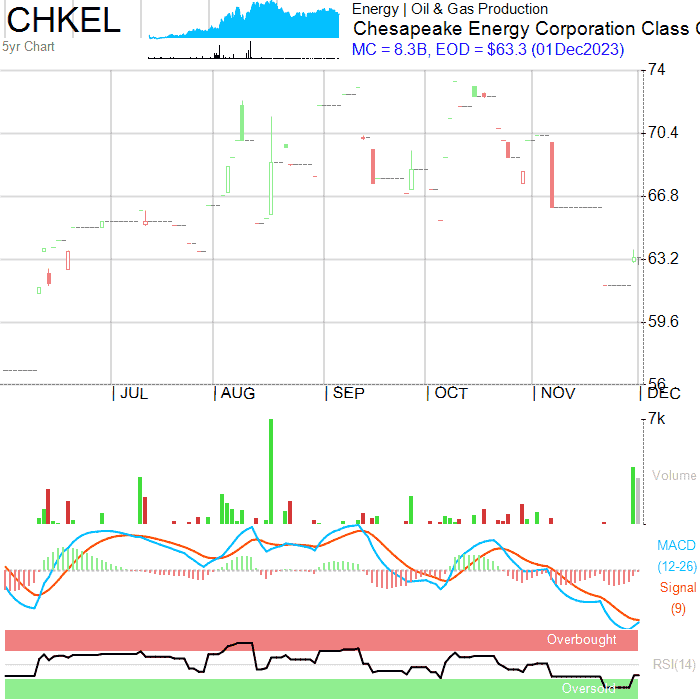 CHKEL
5yr Chart
Energy | Oil & Gas Production
Chesapeake Energy Corporation Class
MC = 8.3B, EOD = $63.3 (01Dec2023)
74
70.4
66.8
63.2
59.6
56
| JUL
| AUG
| SEP
| OCT
| NOV
| DEC
7k
Volume
MACD
(12-26)
Signal
(9)
Overbought
RSI(14)
Oversold